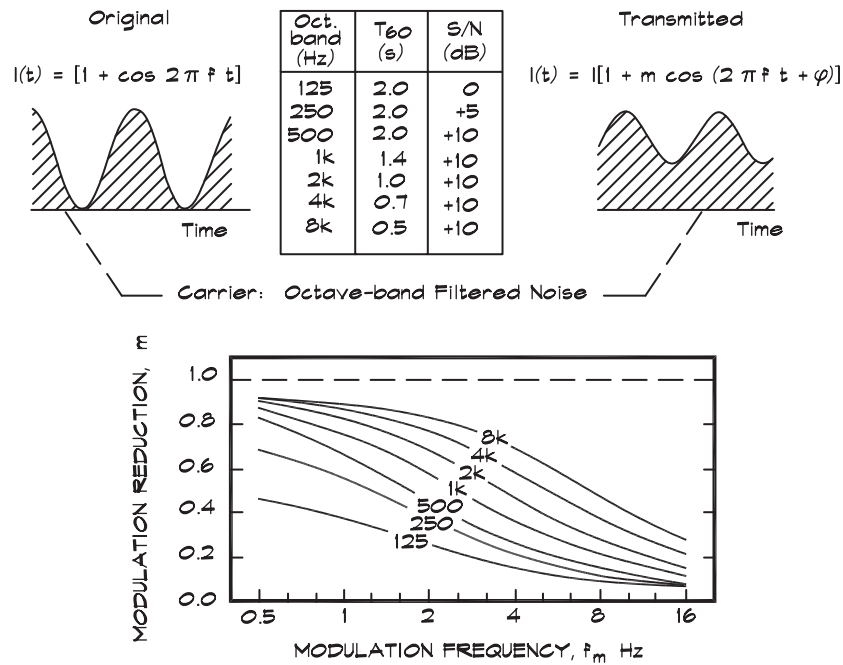 Original
I(t) = [1 + cos 2 π f t]
Time
Oct. band (Hz) T60 (s) S/N (dB)
125 2.0 0
250 2.0 +5
500 2.0 +10
1k 1.4 +10
2k 1.0 +10
4k 0.7 +10
8k 0.5 +10
Transmitted
I(t) = I[1 + m cos (2 π f t + φ)]
Time
Carrier: Octave-band Filtered Noise
MODULATION REDUCTION, m
1.0
0.8
0.6
0.4
0.2
0.0
8k
4k
2k
1k
500
250
125
0.5 1 2 4 8 16
MODULATION FREQUENCY, fm Hz